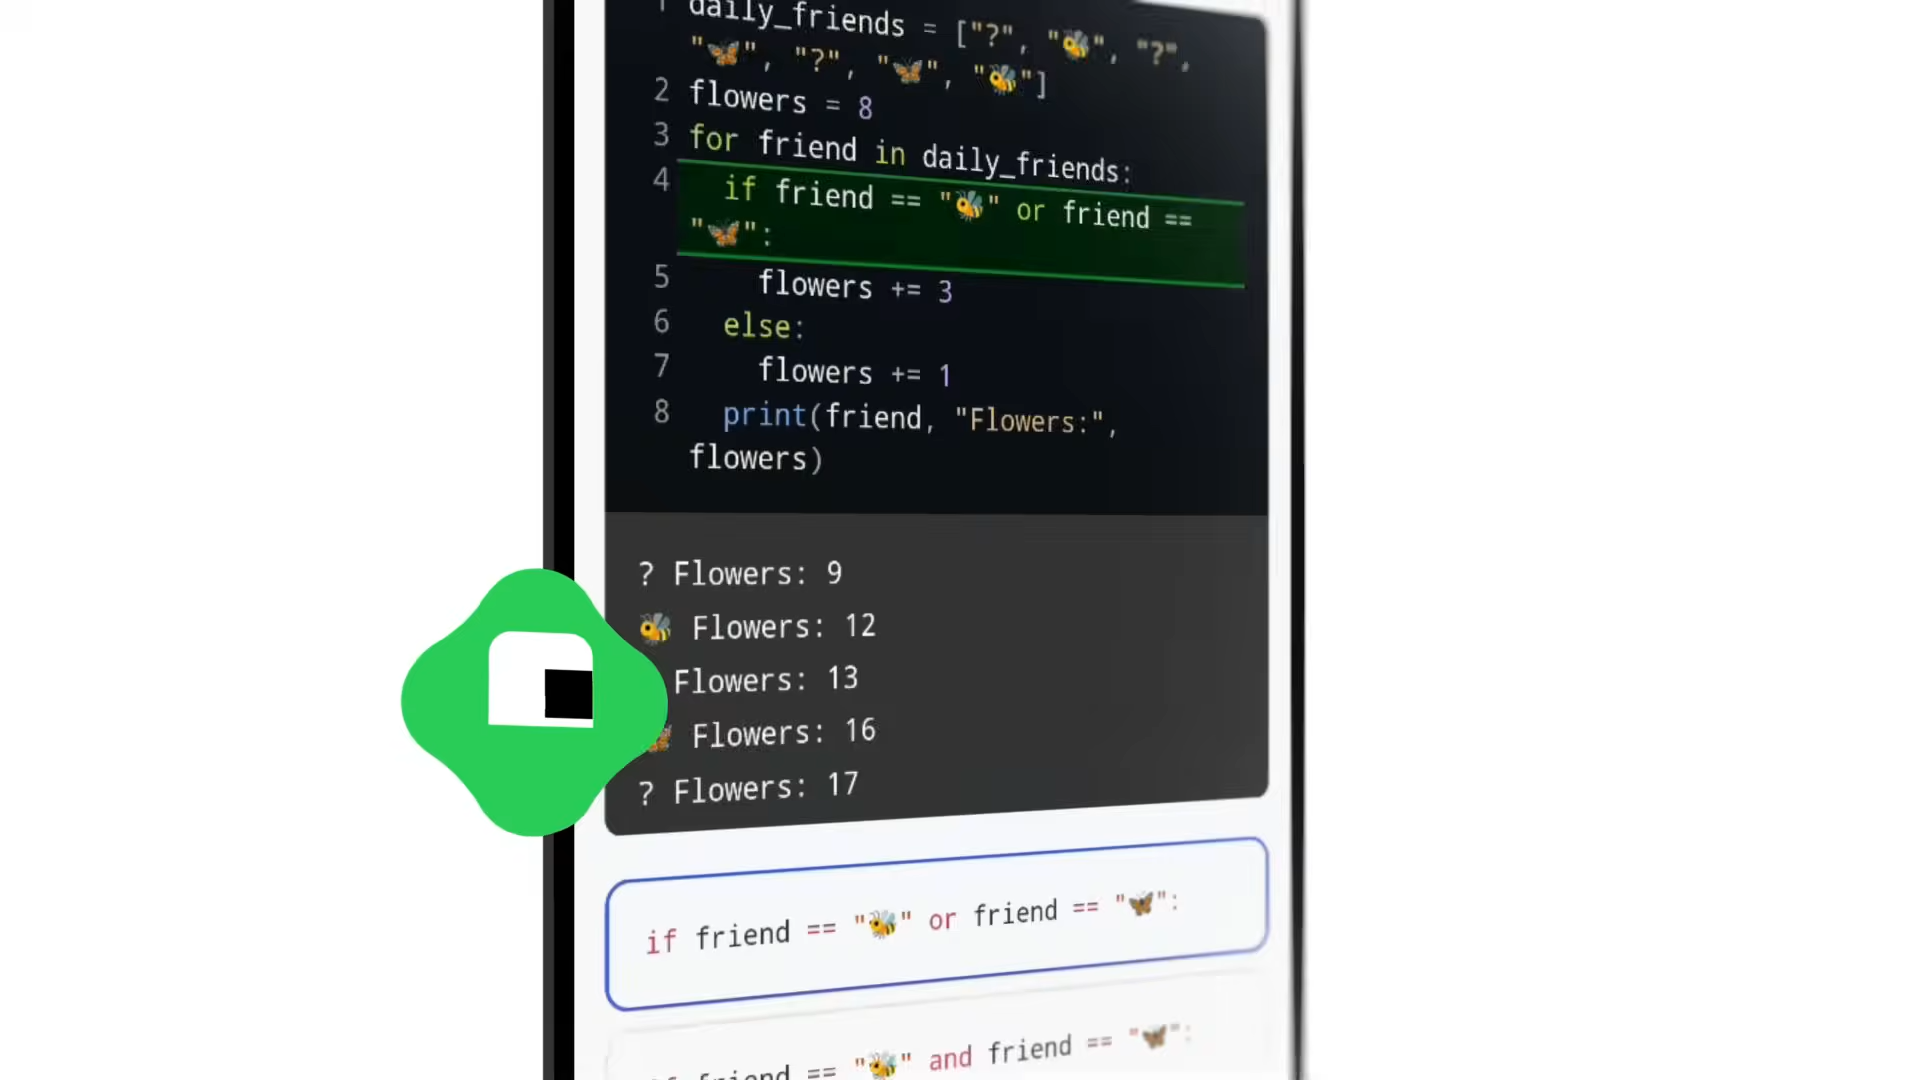 1 daily_friends = ["?", "🐝", "?",
"🦋", "?", "🦋", "🐝"]
2 flowers = 8
3 for friend in daily_friends:
4 if friend == "🐝" or friend ==
"🦋":
5 flowers += 3
6 else:
7 flowers += 1
8 print(friend, "Flowers:",
flowers)
? Flowers: 9
🐝 Flowers: 12
Flowers: 13
🦋 Flowers: 16
? Flowers: 17
if friend == "🐝" or friend == "🦋":
if friend == "🐝" and friend == "🦋":